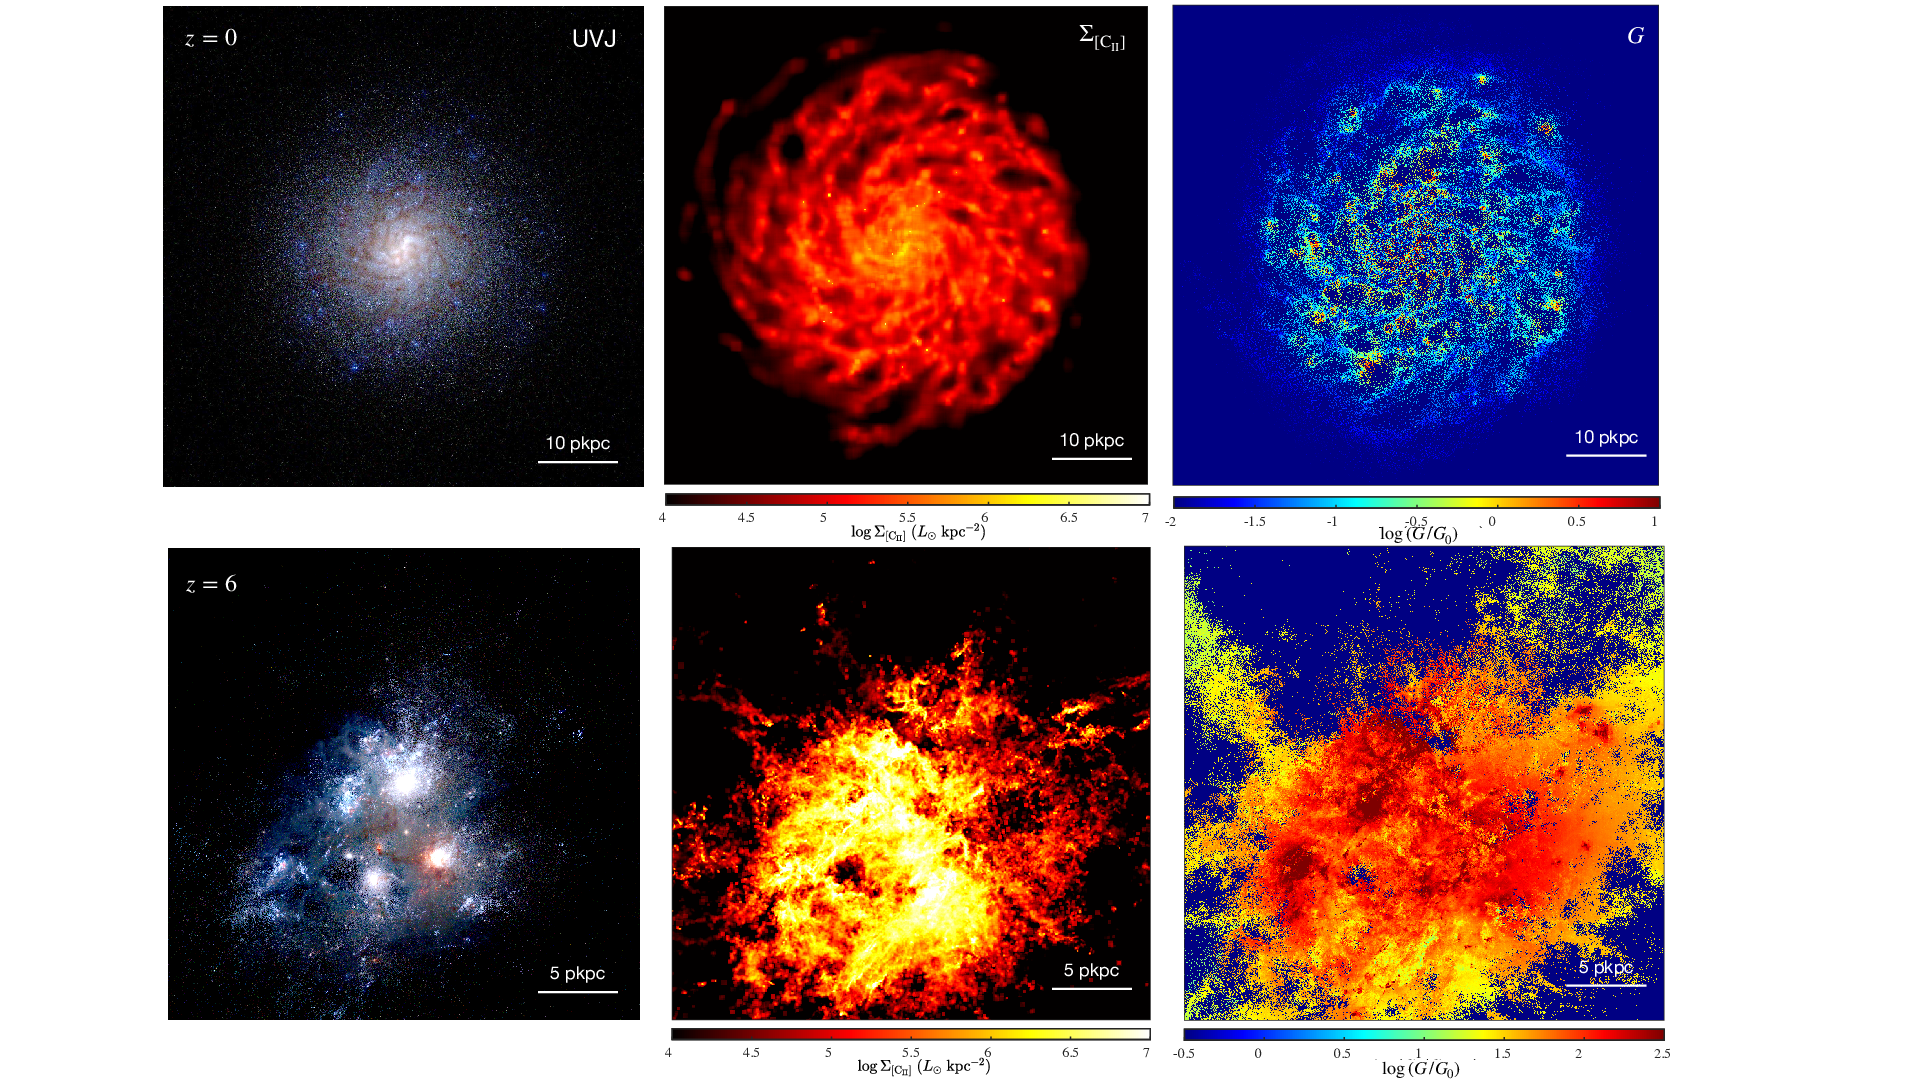 z = 0
UVJ
Σ[CII]
G
10 pkpc
10 pkpc
10 pkpc
4 4.5 5 5.5 6 6.5 7
log Σ[CII] (L⊙ kpc⁻²)
-2 -1.5 -1 -0.5 0 0.5 1
log (G/G₀)
z = 6
5 pkpc
5 pkpc
5 pkpc
4 4.5 5 5.5 6 6.5 7
log Σ[CII] (L⊙ kpc⁻²)
-0.5 0 0.5 1 1.5 2 2.5
log (G/G₀)